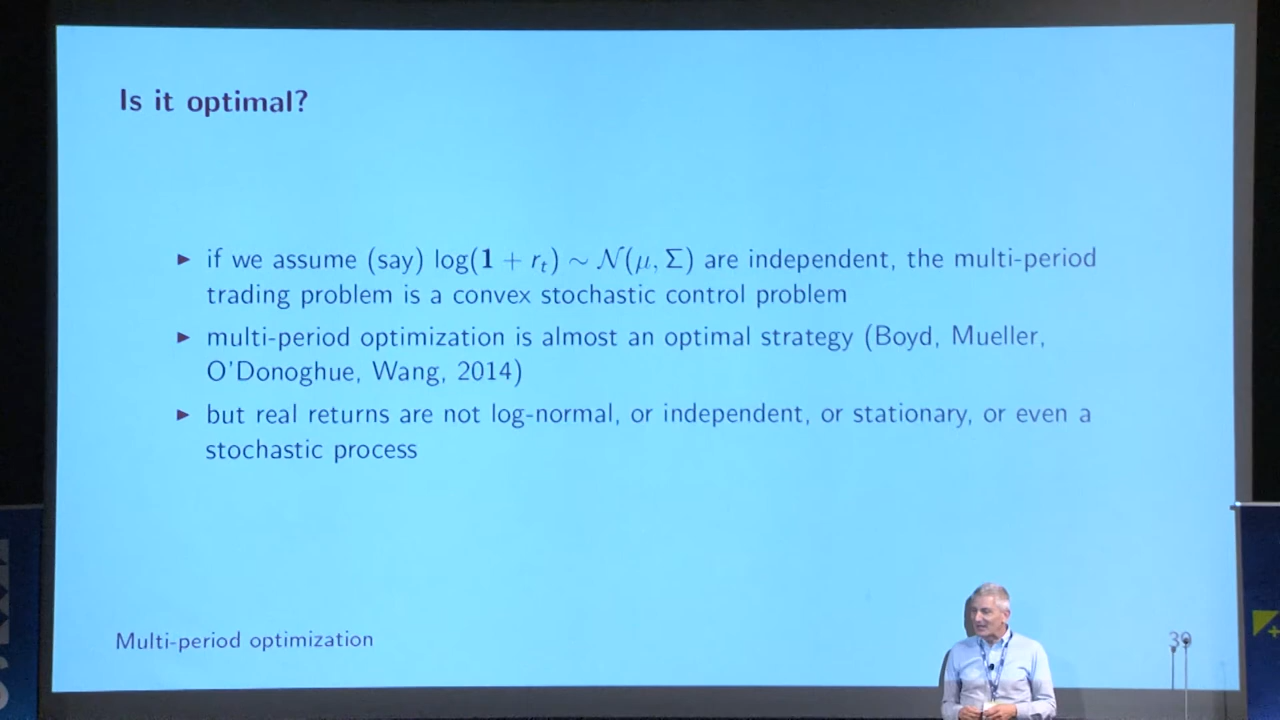 Is it optimal?
▶ if we assume (say) log(1 + r_t) ∼ 𝒩(μ, Σ) are independent, the multi-period
trading problem is a convex stochastic control problem
▶ multi-period optimization is almost an optimal strategy (Boyd, Mueller,
O'Donoghue, Wang, 2014)
▶ but real returns are not log-normal, or independent, or stationary, or even a
stochastic process
Multi-period optimization
39